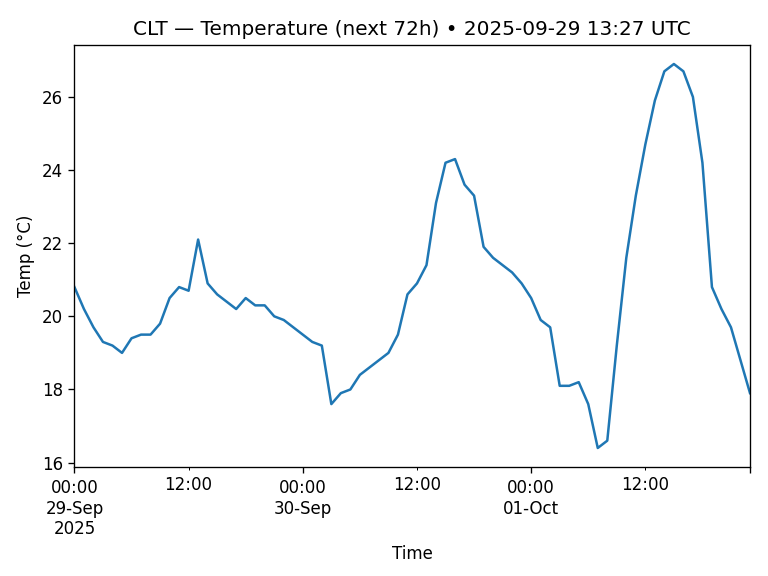 CLT — Temperature (next 72h) • 2025-09-29 13:27 UTC
Temp (°C)
26
24
22
20
18
16
00:00 12:00 00:00 12:00 00:00 12:00
29-Sep 30-Sep 01-Oct
2025
Time